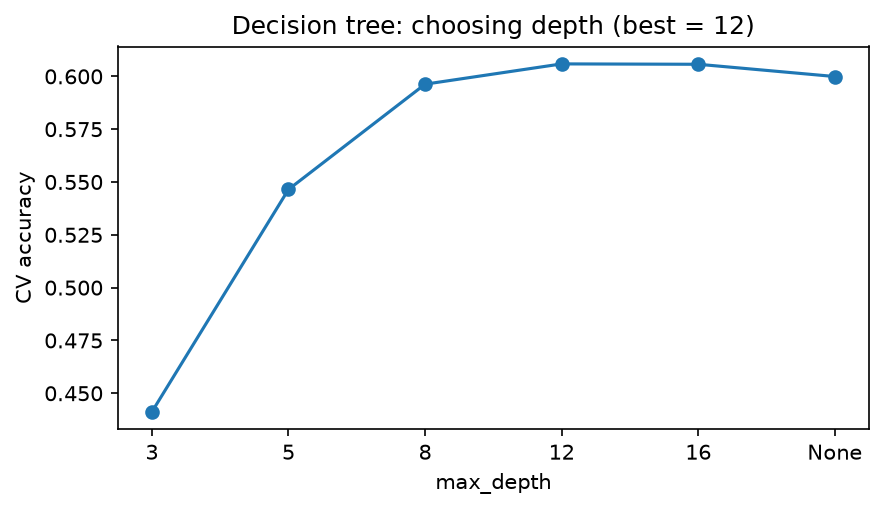 Decision tree: choosing depth (best = 12)
CV accuracy
0.600
0.575
0.550
0.525
0.500
0.475
0.450
3 5 8 12 16 None
max_depth